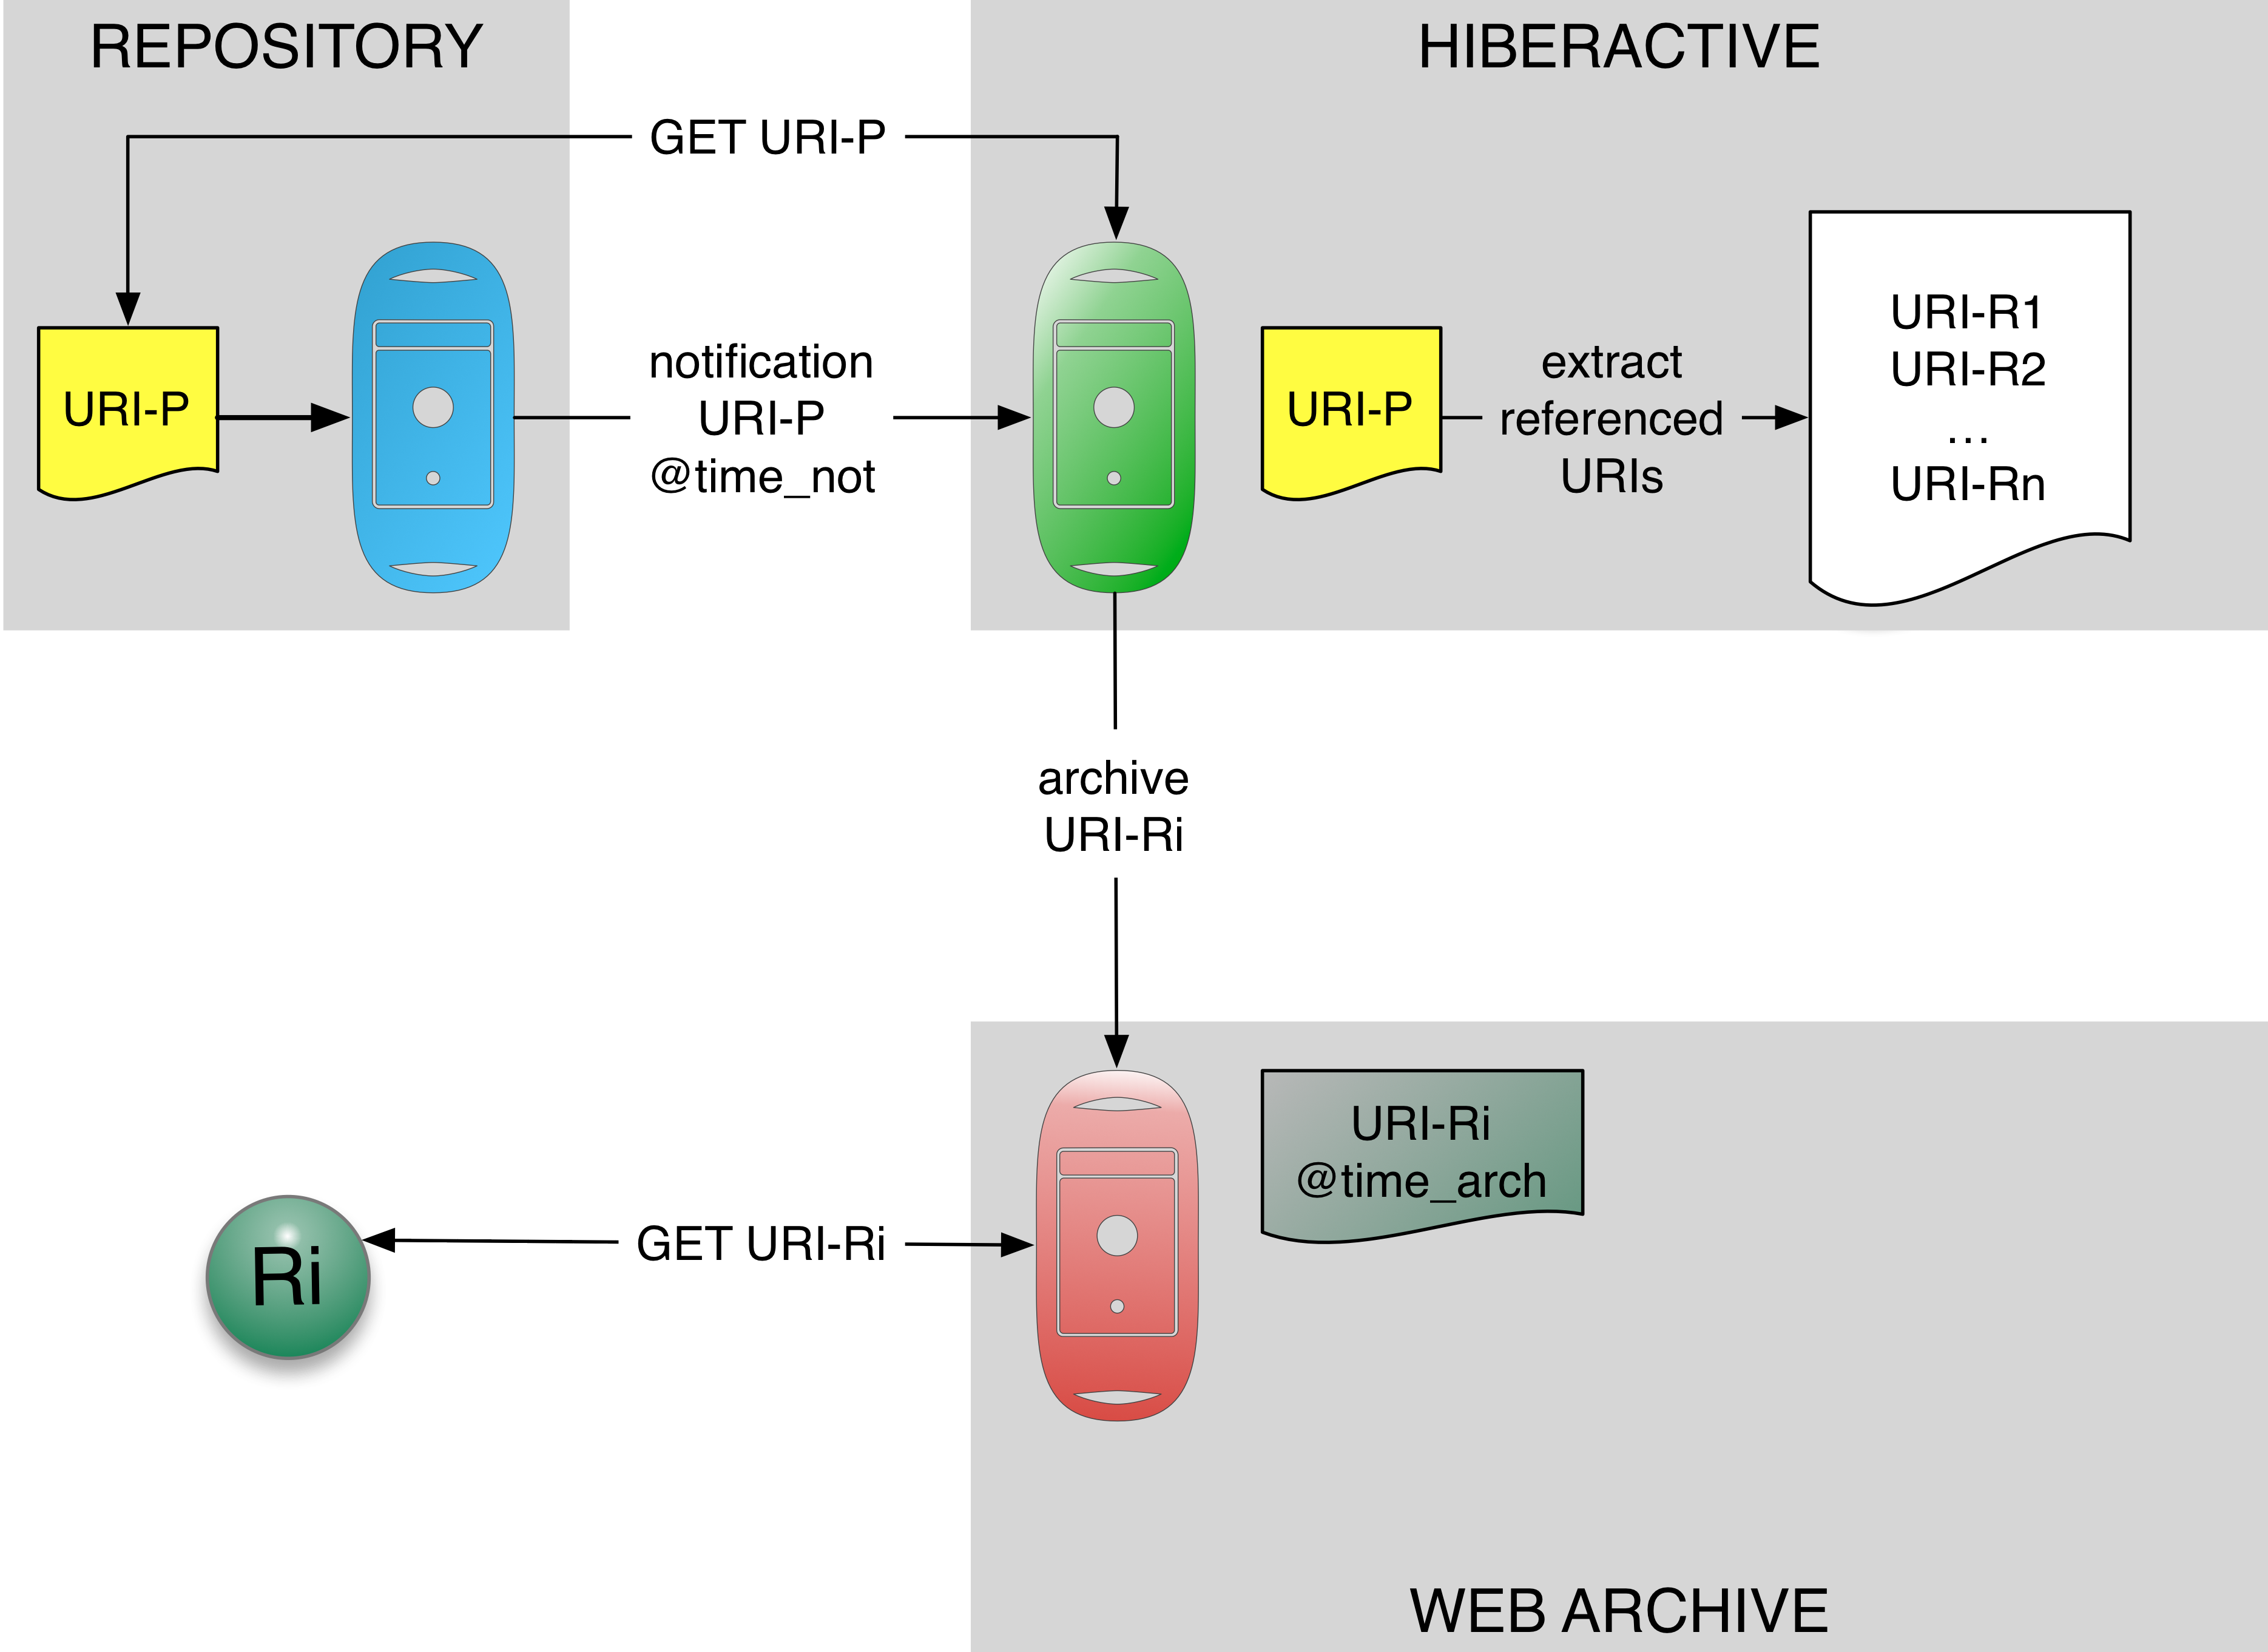 REPOSITORY
HIBERACTIVE
GET URI-P
URI-P
notification
URI-P
@time_not
URI-P
extract
referenced
URIs
URI-R1
URI-R2
...
URI-Rn
archive
URI-Ri
URI-Ri
@time_arch
Ri
GET URI-Ri
WEB ARCHIVE